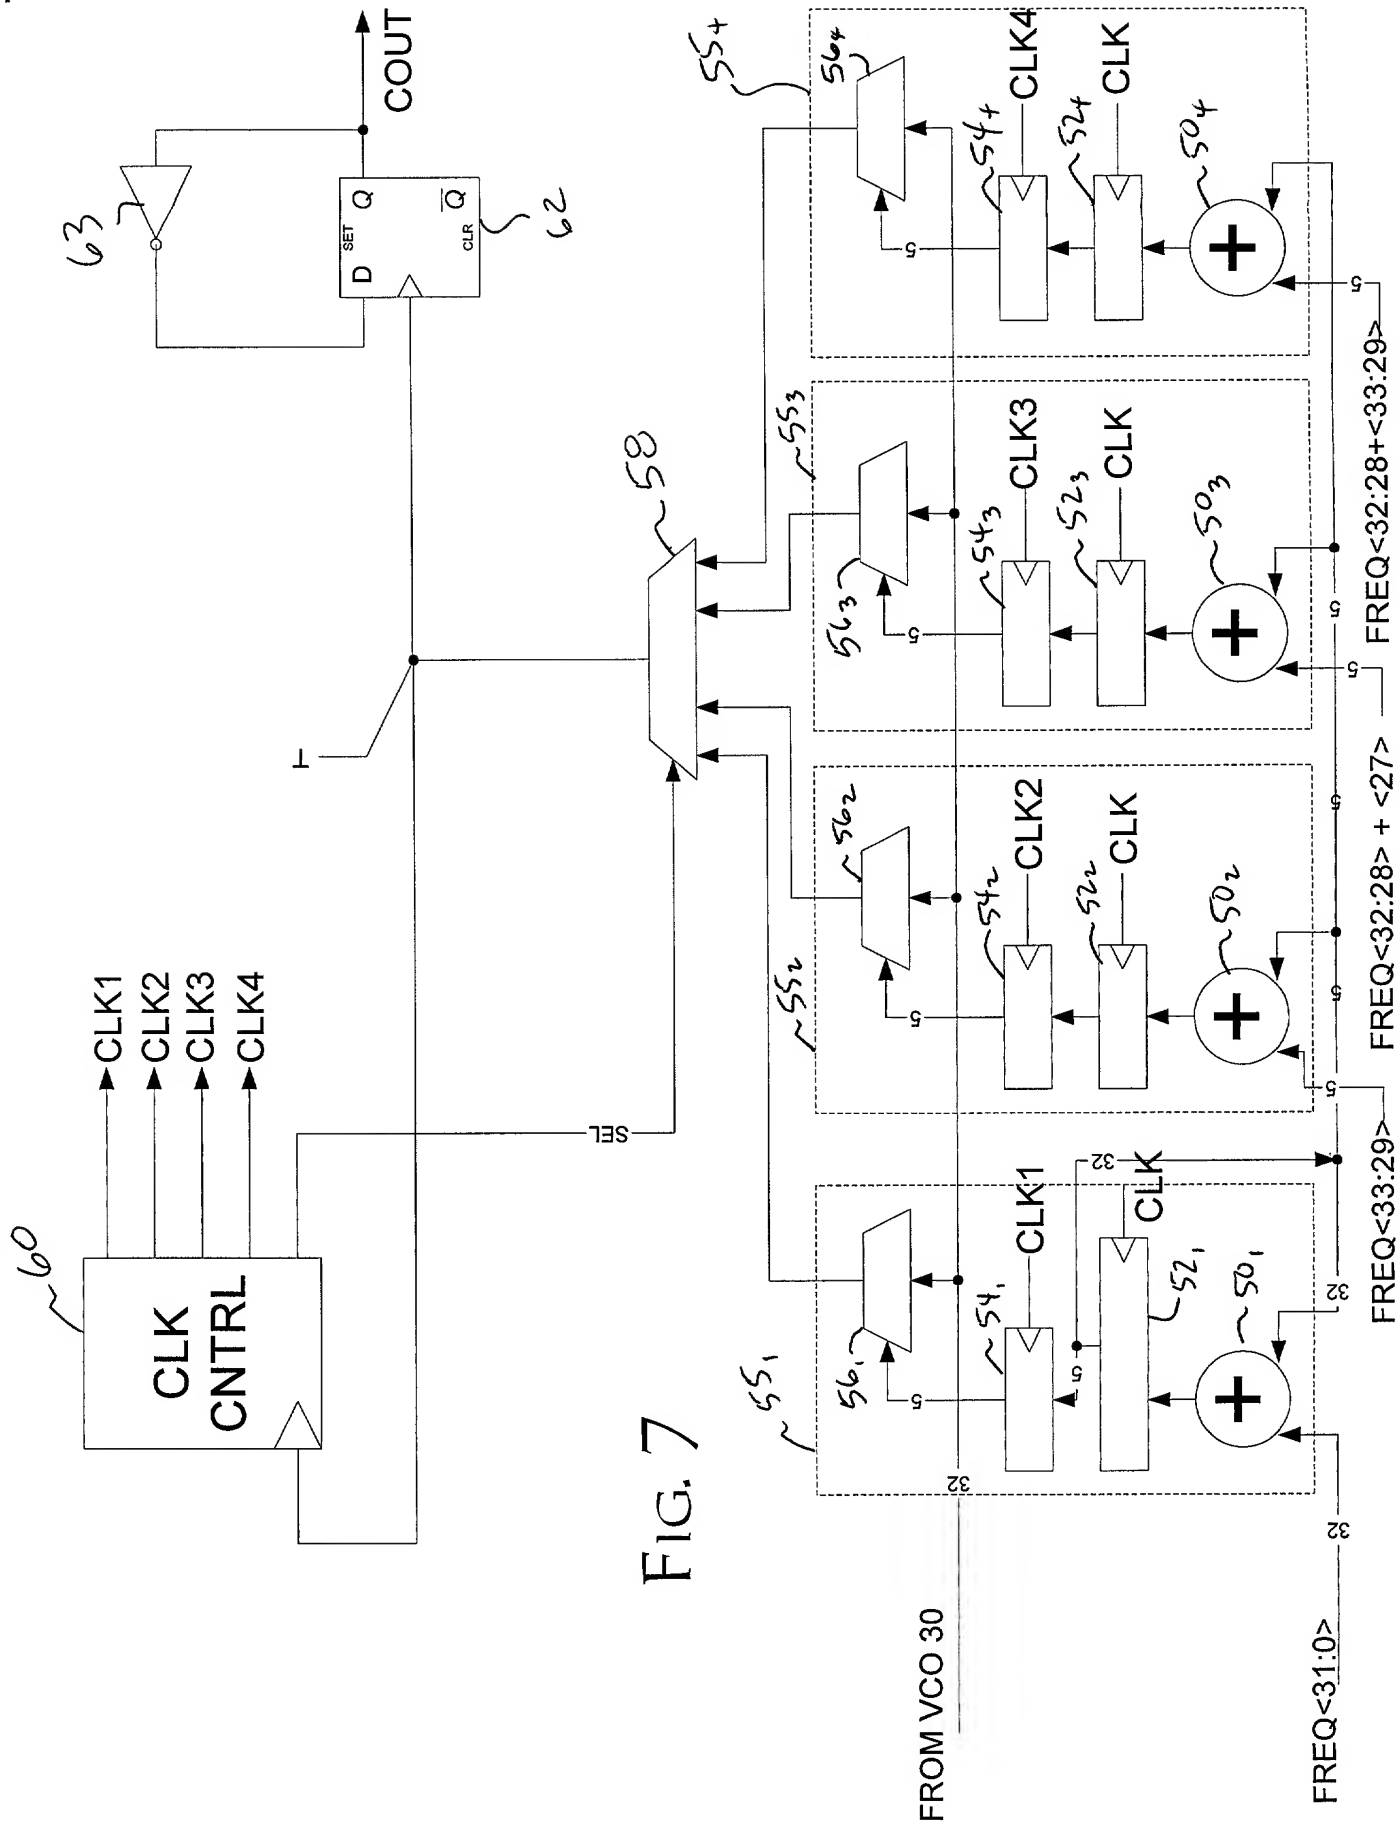 60
CLK
CNTRL
CLK1
CLK2
CLK3
CLK4
SEL
T
63
SET
D
Q
CLR
Q
62
COUT
58
FIG. 7
55₁
56₁
5
54₁
CLK1
5
32
52₁
CLK
50₁
32
55₂
56₂
5
54₂
CLK2
52₂
CLK
50₂
5
5
55₃
56₃
5
54₃
CLK3
52₃
CLK
50₃
5
5
55₄
56₄
5
54₄
CLK4
52₄
CLK
50₄
5
5
FROM VCO 30
32
FREQ<31:0>
32
FREQ<33:29>
FREQ<32:28> + <27>
FREQ<32:28+<33:29>